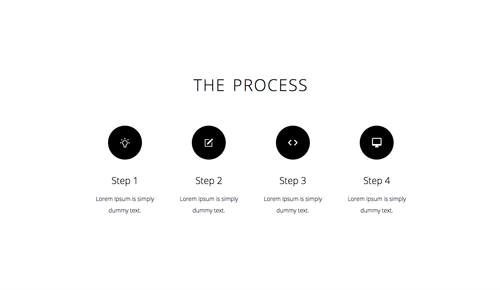 THE PROCESS
Step 1
Lorem Ipsum is simply
dummy text.
Step 2
Lorem Ipsum is simply
dummy text.
Step 3
Lorem Ipsum is simply
dummy text.
Step 4
Lorem Ipsum is simply
dummy text.